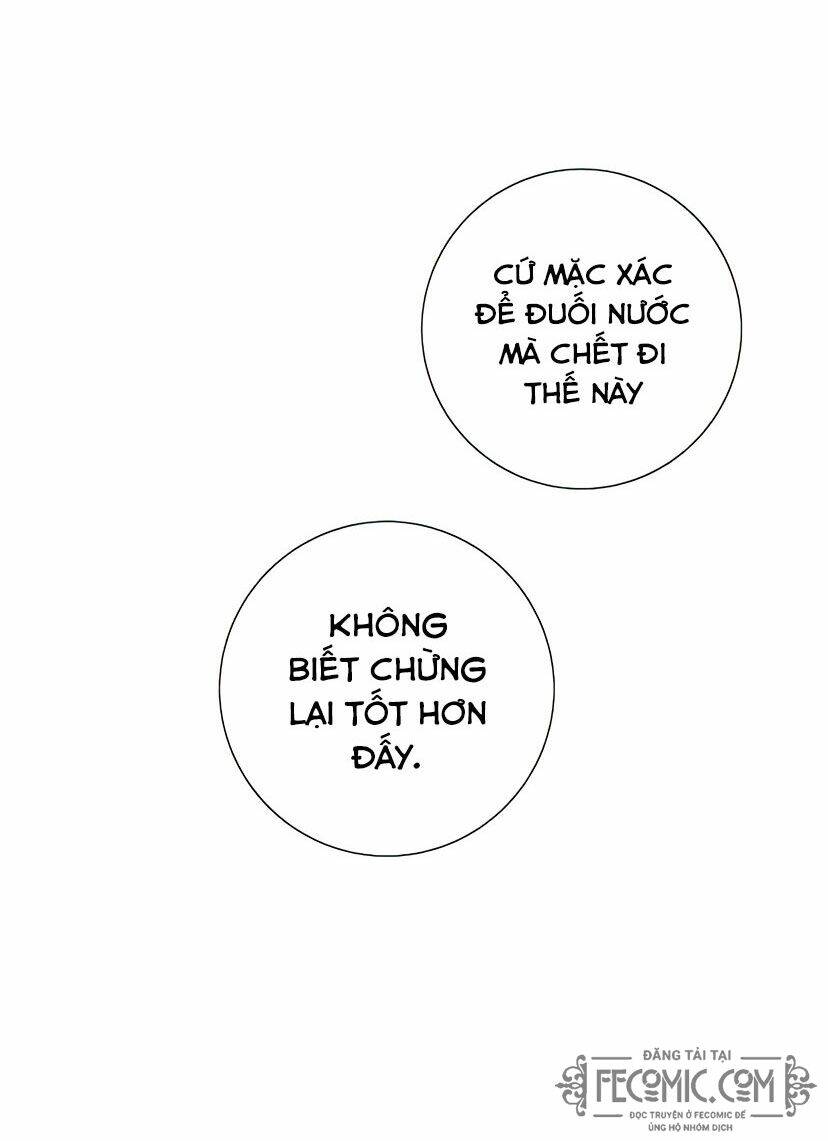 CỨ MẶC XÁC
ĐỂ ĐUỐI NƯỚC
MÀ CHẾT ĐI
THẾ NÀY
KHÔNG
BIẾT CHỪNG
LẠI TỐT HƠN
ĐẤY.
ĐĂNG TẢI TẠI
FECOMIC.COM
ĐỌC TRUYỆN Ở FECOMIC ĐỂ
ỦNG HỘ NHÓM DỊCH